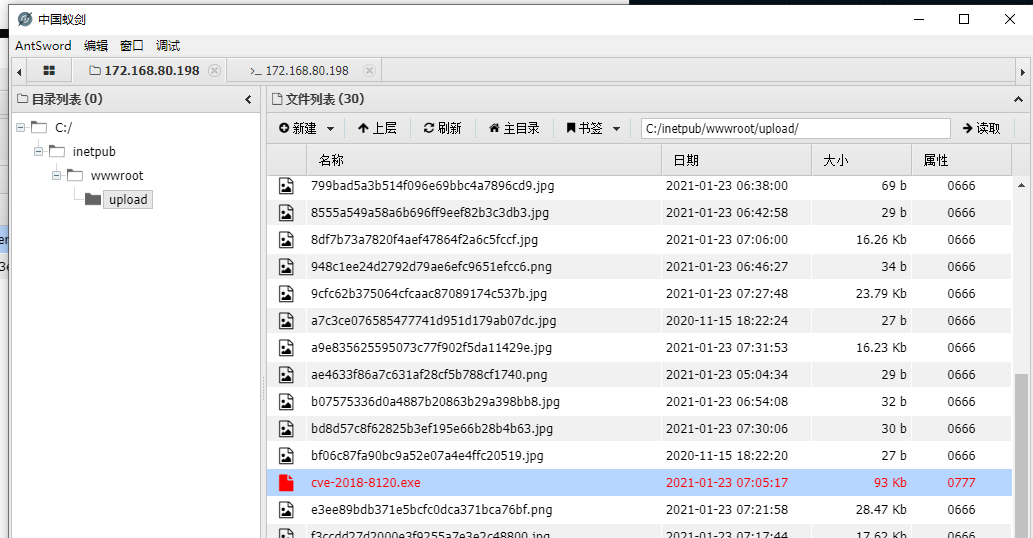 中国蚁剑
AntSword 编辑 窗口 调试
172.168.80.198 >_ 172.168.80.198
目录列表 (0)
C:/
inetpub
wwwroot
upload
文件列表 (30)
新建 上层 刷新 主目录 书签 C:/inetpub/wwwroot/upload/ 读取
名称 日期 大小 属性
799bad5a3b514f096e69bbc4a7896cd9.jpg 2021-01-23 06:38:00 69 b 0666
8555a549a58a6b696ff9eef82b3c3db3.jpg 2021-01-23 06:42:58 29 b 0666
8df7b73a7820f4aef47864f2a6c5fccf.jpg 2021-01-23 07:06:00 16.26 Kb 0666
948c1ee24d2792d79ae6efc9651efcc6.png 2021-01-23 06:46:27 34 b 0666
9cfc62b375064cfcaac87089174c537b.jpg 2021-01-23 07:27:48 23.79 Kb 0666
a7c3ce076585477741d951d179ab07dc.jpg 2020-11-15 18:22:24 27 b 0666
a9e835625595073c77f902f5da11429e.jpg 2021-01-23 07:31:53 16.23 Kb 0666
ae4633f86a7c631af28cf5b788cf1740.png 2021-01-23 05:04:34 29 b 0666
b07575336d0a4887b20863b29a398bb8.jpg 2021-01-23 06:54:08 32 b 0666
bd8d57c8f62825b3ef195e66b28b4b63.jpg 2021-01-23 07:30:06 30 b 0666
bf06c87fa90bc9a52e07a4e4ffc20519.jpg 2020-11-15 18:22:20 27 b 0666
cve-2018-8120.exe 2021-01-23 07:05:17 93 Kb 0777
e3ee89bdb371e5bcfc0dca371bca76bf.png 2021-01-23 07:21:58 28.47 Kb 0666
f3ccdd27d2000e3f9255a7e3e2c48800.jpg 2021-01-23 07:17:44 17.62 Kb 0666